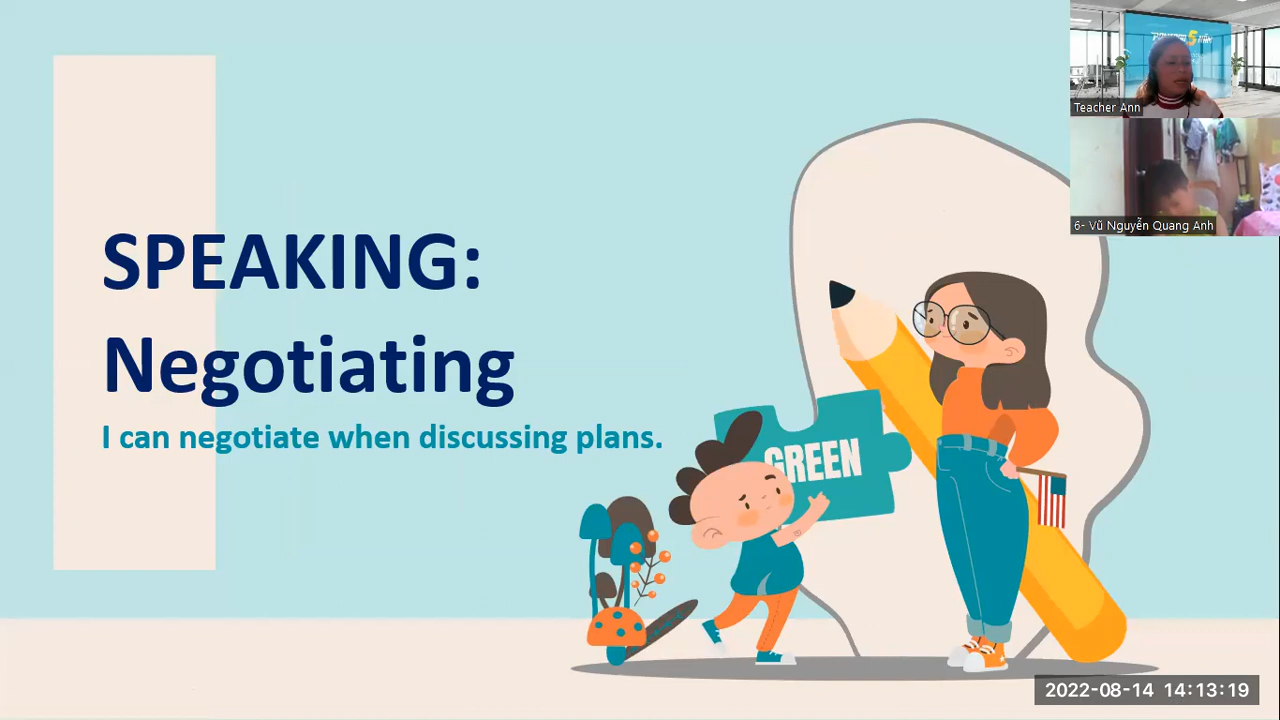 SPEAKING:
Negotiating
I can negotiate when discussing plans.
GREEN
Teacher Ann
6- Vũ Nguyễn Quang Anh
2022-08-14 14:13:19